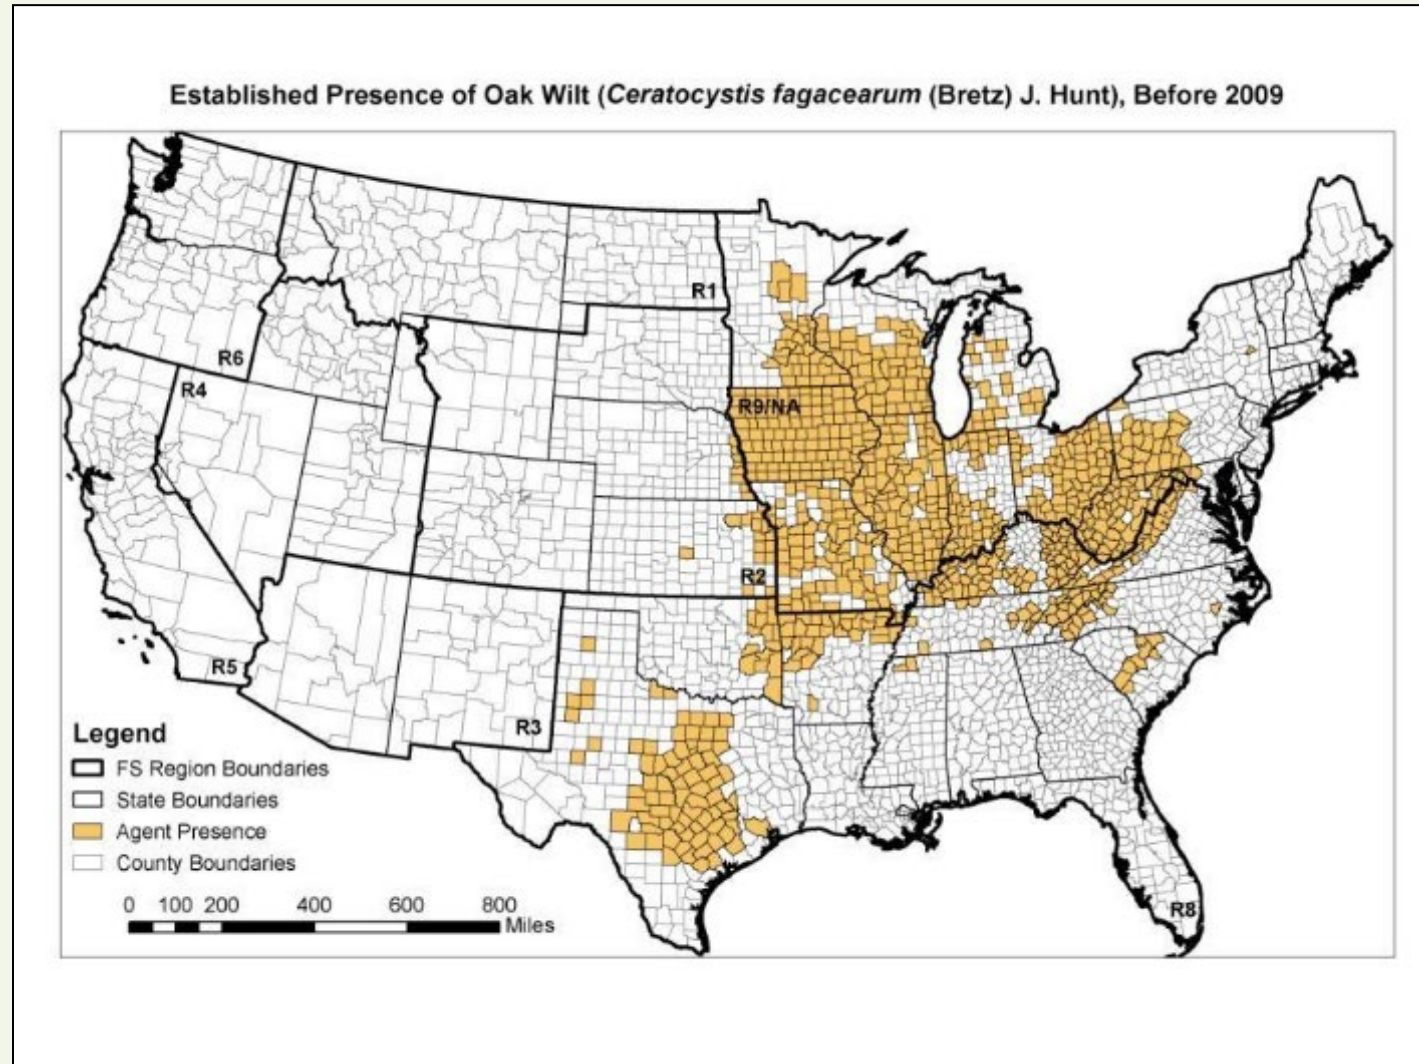 Established Presence of Oak Wilt (Ceratocystis fagacearum (Bretz) J. Hunt), Before 2009
R1
R6
R4
R9/NA
R2
R5
R3
R8
Legend
FS Region Boundaries
State Boundaries
Agent Presence
County Boundaries
0 100 200 400 600 800
Miles